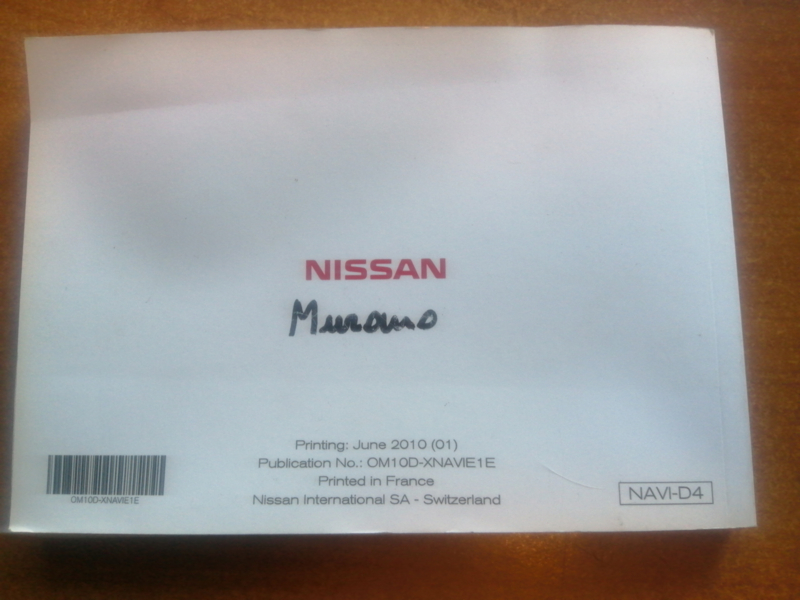 NISSAN
Murano
Printing: June 2010 (01)
Publication No.: OM10D-XNAVIE1E
Printed in France
Nissan International SA - Switzerland
OM10D-XNAVIE1E
NAVI-D4